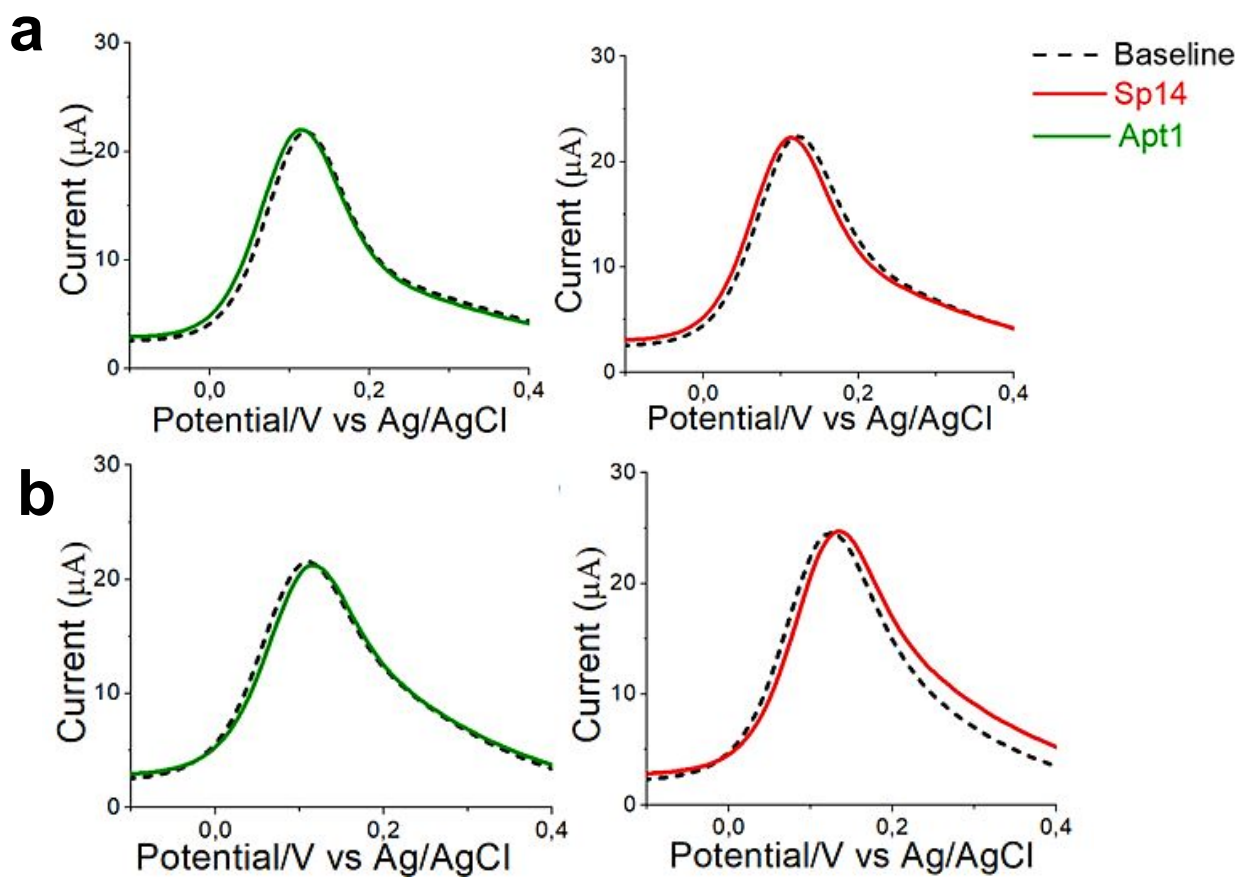 a
30
20
10
0
Current (μA)
0,0 0,2 0,4
Potential/V vs Ag/AgCl
30
20
10
0
Current (μA)
0,0 0,2 0,4
Potential/V vs Ag/AgCl
Baseline
Sp14
Apt1
b
30
20
10
0
Current (μA)
0,0 0,2 0,4
Potential/V vs Ag/AgCl
30
20
10
0
Current (μA)
0,0 0,2 0,4
Potential/V vs Ag/AgCl